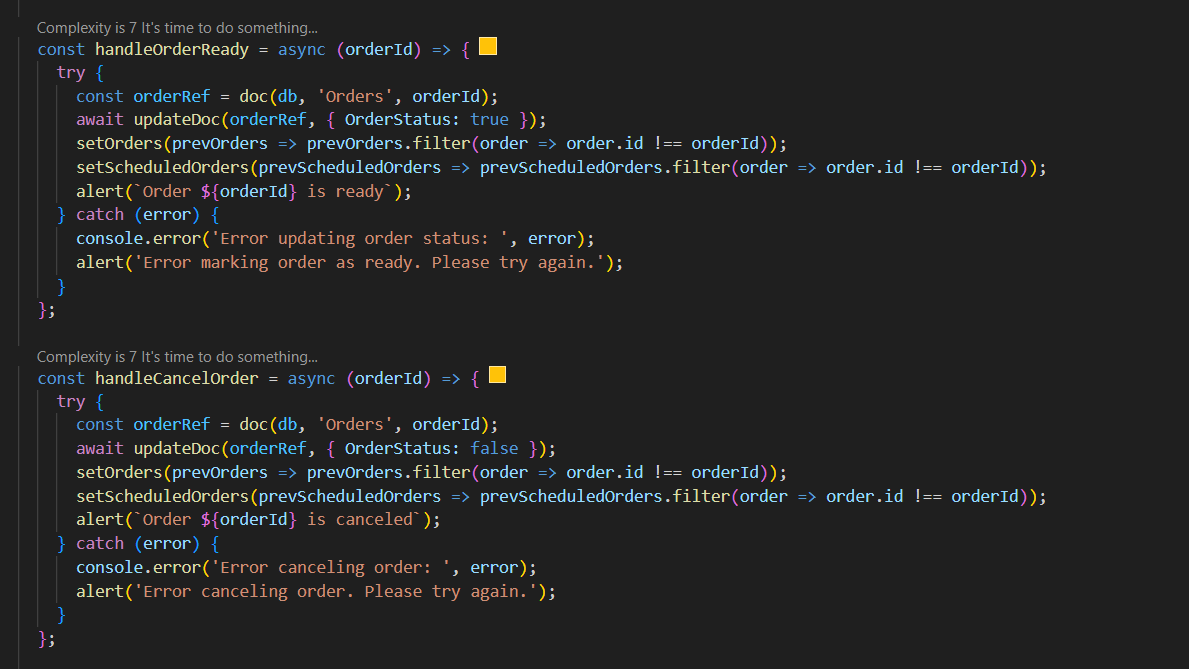 Complexity is 7 It's time to do something...
const handleOrderReady = async (orderId) => {
try {
const orderRef = doc(db, 'Orders', orderId);
await updateDoc(orderRef, { OrderStatus: true });
setOrders(prevOrders => prevOrders.filter(order => order.id !== orderId));
setScheduledOrders(prevScheduledOrders => prevScheduledOrders.filter(order => order.id !== orderId));
alert(`Order ${orderId} is ready`);
} catch (error) {
console.error('Error updating order status: ', error);
alert('Error marking order as ready. Please try again.');
}
};
Complexity is 7 It's time to do something...
const handleCancelOrder = async (orderId) => {
try {
const orderRef = doc(db, 'Orders', orderId);
await updateDoc(orderRef, { OrderStatus: false });
setOrders(prevOrders => prevOrders.filter(order => order.id !== orderId));
setScheduledOrders(prevScheduledOrders => prevScheduledOrders.filter(order => order.id !== orderId));
alert(`Order ${orderId} is canceled`);
} catch (error) {
console.error('Error canceling order: ', error);
alert('Error canceling order. Please try again.');
}
};